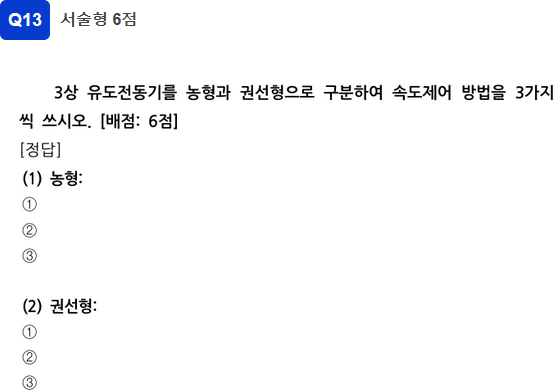 Q13 서술형 6점
3상 유도전동기를 농형과 권선형으로 구분하여 속도제어 방법을 3가지
씩 쓰시오. [배점: 6점]
[정답]
(1) 농형:
①
②
③
(2) 권선형:
①
②
③